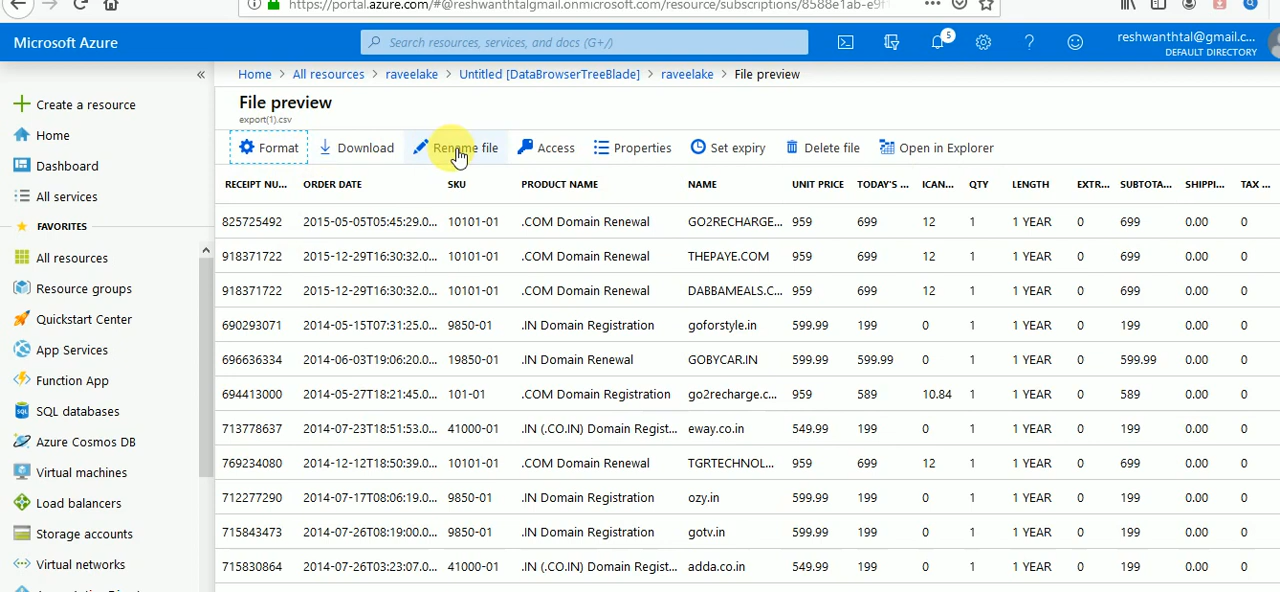 https://portal.azure.com/#@reshwanthtalgmail.onmicrosoft.com/resource/subscriptions/8588e1ab-e9f
Microsoft Azure
Search resources, services, and docs (G+/)
5
reshwanthtal@gmail.c...
DEFAULT DIRECTORY
Home > All resources > raveelake > Untitled [DataBrowserTreeBlade] > raveelake > File preview
File preview
export(1).csv
Format Download Rename file Access Properties Set expiry Delete file Open in Explorer
Create a resource
Home
Dashboard
All services
FAVORITES
All resources
Resource groups
Quickstart Center
App Services
Function App
SQL databases
Azure Cosmos DB
Virtual machines
Load balancers
Storage accounts
Virtual networks
RECEIPT NU... ORDER DATE SKU PRODUCT NAME NAME UNIT PRICE TODAY'S ... ICAN... QTY LENGTH EXTR... SUBTOTA... SHIPPI... TAX ...
825725492 2015-05-05T05:45:29.0... 10101-01 .COM Domain Renewal GO2RECHARGE... 959 699 12 1 1 YEAR 0 699 0.00 0
918371722 2015-12-29T16:30:32.0... 10101-01 .COM Domain Renewal THEPAYE.COM 959 699 12 1 1 YEAR 0 699 0.00 0
918371722 2015-12-29T16:30:32.0... 10101-01 .COM Domain Renewal DABBAMEALS.C... 959 699 12 1 1 YEAR 0 699 0.00 0
690293071 2014-05-15T07:31:25.0... 9850-01 .IN Domain Registration goforstyle.in 599.99 199 0 1 1 YEAR 0 199 0.00 0
696636334 2014-06-03T19:06:20.0... 19850-01 .IN Domain Renewal GOBYCAR.IN 599.99 599.99 0 1 1 YEAR 0 599.99 0.00 0
694413000 2014-05-27T18:21:45.0... 101-01 .COM Domain Registration go2recharge.c... 959 589 10.84 1 1 YEAR 0 589 0.00 0
713778637 2014-07-23T18:51:53.0... 41000-01 .IN (.CO.IN) Domain Regist... eway.co.in 549.99 199 0 1 1 YEAR 0 199 0.00 0
769234080 2014-12-12T18:50:39.0... 10101-01 .COM Domain Renewal TGRTECHNOL... 959 699 12 1 1 YEAR 0 699 0.00 0
712277290 2014-07-17T08:06:19.0... 9850-01 .IN Domain Registration ozy.in 599.99 199 0 1 1 YEAR 0 199 0.00 0
715843473 2014-07-26T08:19:00.0... 9850-01 .IN Domain Registration gotv.in 599.99 199 0 1 1 YEAR 0 199 0.00 0
715830864 2014-07-26T03:23:07.0... 41000-01 .IN (.CO.IN) Domain Regist... adda.co.in 549.99 199 0 1 1 YEAR 0 199 0.00 0